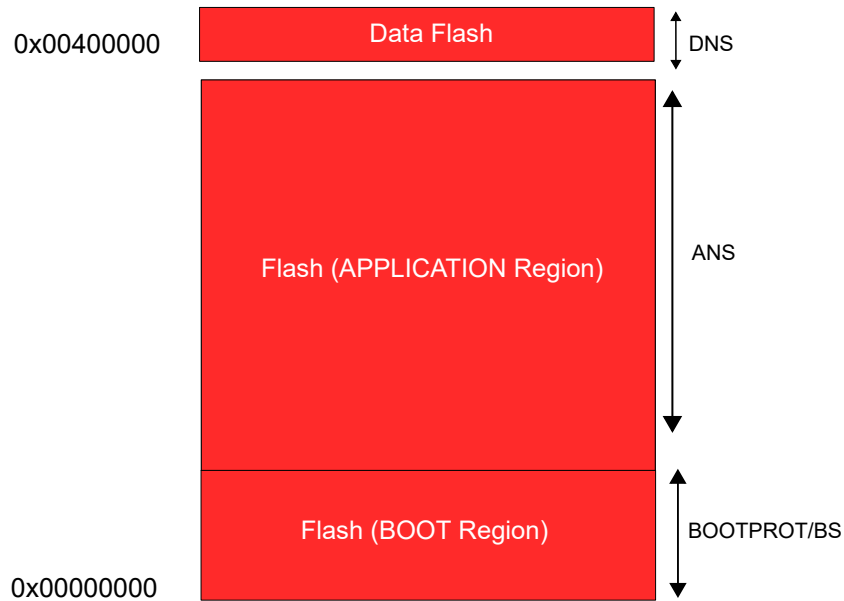 Data Flash
0x00400000
DNS
Flash (APPLICATION Region)
ANS
Flash (BOOT Region)
BOOTPROT/BS
0x00000000